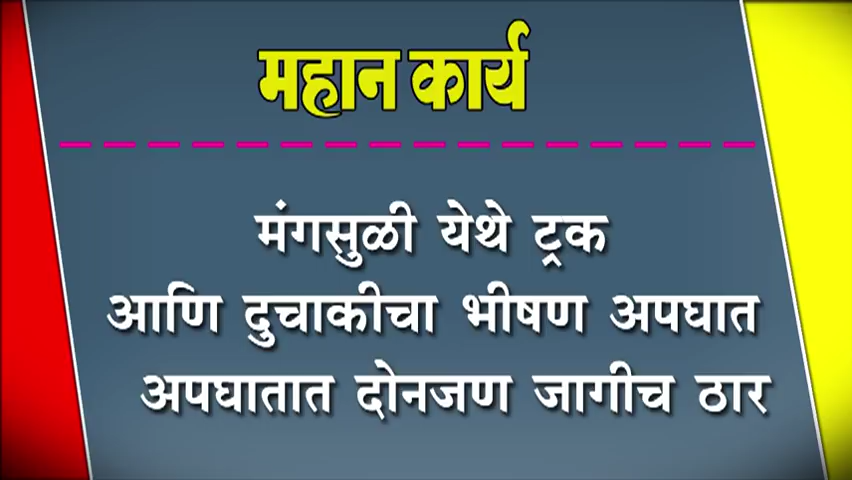 महान कार्य
मंगसुळी येथे ट्रक
आणि दुचाकीचा भीषण अपघात
अपघातात दोनजण जागीच ठार